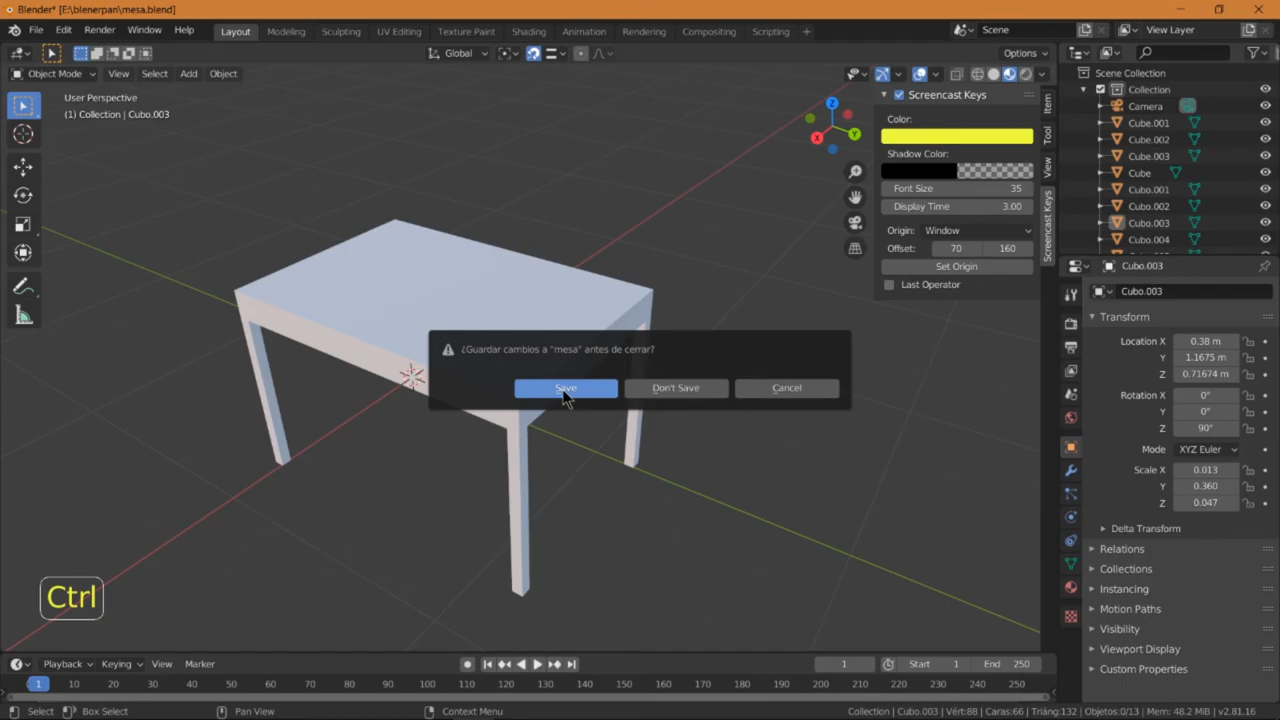 Blender* [E:\blenerpan\mesa.blend]
File Edit Render Window Help Layout Modeling Sculpting UV Editing Texture Paint Shading Animation Rendering Compositing Scripting + Scene View Layer
Global Options
Object Mode View Select Add Object
User Perspective
(1) Collection | Cubo.003
Z
Y
X
Screencast Keys
Color:
Shadow Color:
Font Size 35
Display Time 3.00
Origin: Window
Offset: 70 160
Set Origin
Last Operator
Item
Tool
View
Screencast Keys
Scene Collection
Collection
Camera
Cube.001
Cube.002
Cube.003
Cube
Cubo.001
Cubo.002
Cubo.003
Cubo.004
Cubo.003
Cubo.003
Transform
Location X 0.38 m
Y 1.1675 m
Z 0.71674 m
Rotation X 0°
Y 0°
Z 90°
Mode XYZ Euler
Scale X 0.013
Y 0.360
Z 0.047
Delta Transform
Relations
Collections
Instancing
Motion Paths
Visibility
Viewport Display
Custom Properties
¿Guardar cambios a "mesa" antes de cerrar?
Save Don't Save Cancel
Ctrl
Playback Keying View Marker 1 Start 1 End 250
1 10 20 30 40 50 60 70 80 90 100 110 120 130 140 150 160 170 180 190 200 210 220 230 240 250
Select Box Select Pan View Context Menu Collection | Cubo.003 | Vért:88 | Caras:66 | Triáng:132 | Objetos:0/13 | Mem: 48.2 MiB | v2.81.16